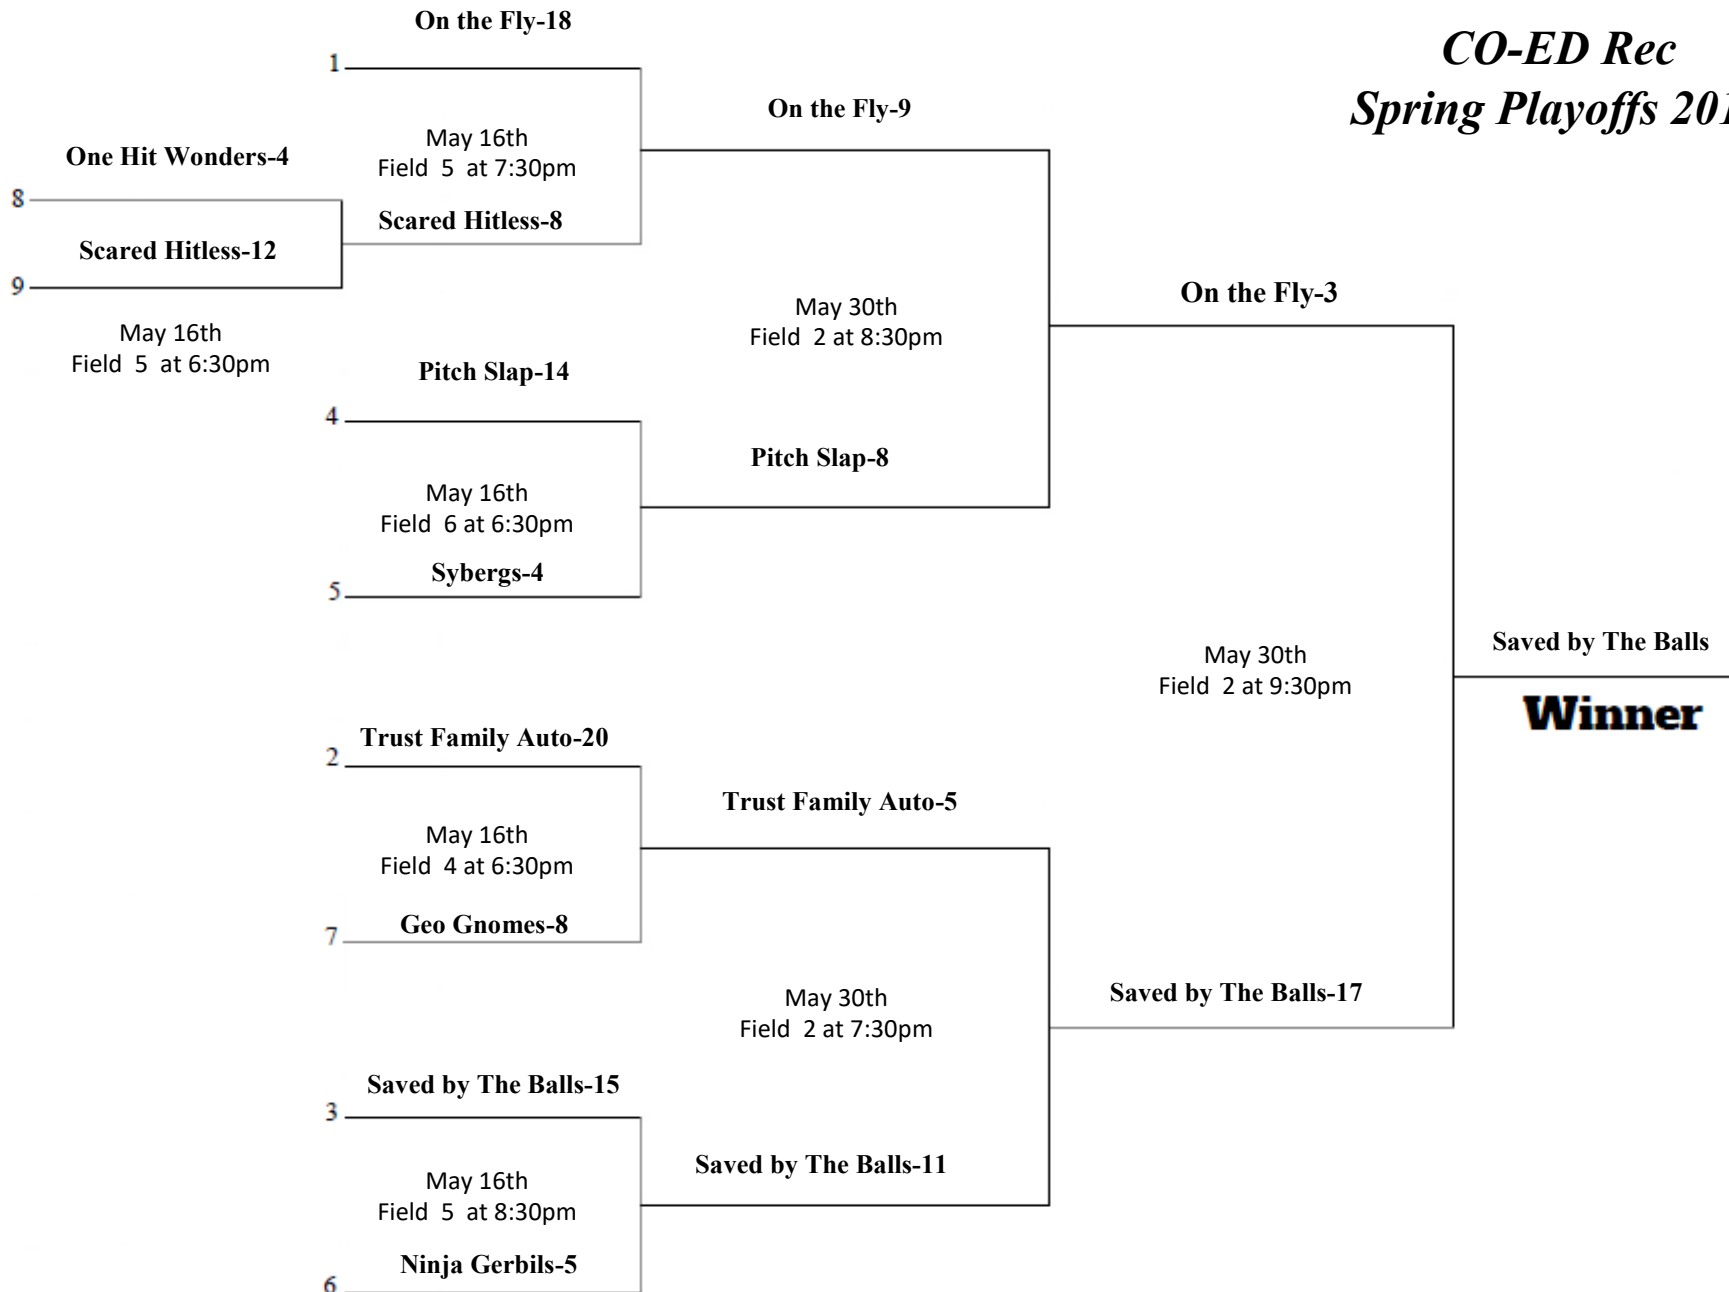 On the Fly-18
CO-ED Rec
Spring Playoffs 201
1
On the Fly-9
May 16th
Field 5 at 7:30pm
One Hit Wonders-4
8
Scared Hitless-8
Scared Hitless-12
9
May 16th
Field 5 at 6:30pm
On the Fly-3
May 30th
Field 2 at 8:30pm
Pitch Slap-14
4
Pitch Slap-8
May 16th
Field 6 at 6:30pm
Sybergs-4
5
Saved by The Balls
Winner
May 30th
Field 2 at 9:30pm
Trust Family Auto-20
2
Trust Family Auto-5
May 16th
Field 4 at 6:30pm
Geo Gnomes-8
7
May 30th
Field 2 at 7:30pm
Saved by The Balls-17
Saved by The Balls-15
3
Saved by The Balls-11
May 16th
Field 5 at 8:30pm
Ninja Gerbils-5
6